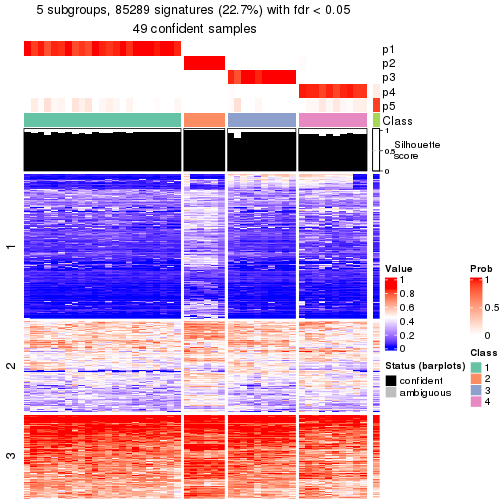 5 subgroups, 85289 signatures (22.7%) with fdr < 0.05
49 confident samples
p1
p2
p3
p4
p5
Class
1
0.5
0
Silhouette
score
1
2
3
Value
1
0.8
0.6
0.4
0.2
0
Prob
1
0.5
0
Status (barplots)
confident
ambiguous
Class
1
2
3
4